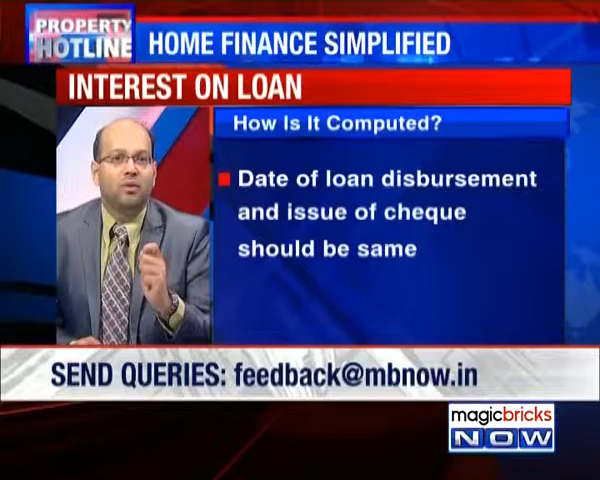 PROPERTY
HOTLINE
HOME FINANCE SIMPLIFIED
INTEREST ON LOAN
How Is It Computed?
Date of loan disbursement
and issue of cheque
should be same
SEND QUERIES: feedback@mbnow.in
magicbricks
NOW